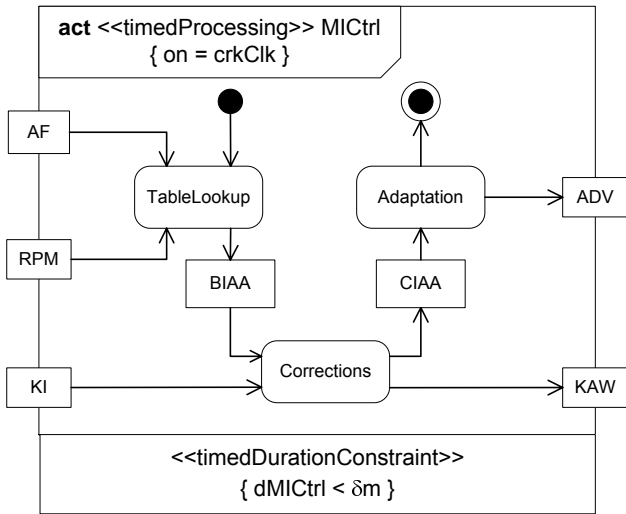 act <<timedProcessing>> MICtrl
{ on = crkClk }
AF
TableLookup
Adaptation
ADV
RPM
BIAA
CIAA
KI
Corrections
KAW
<<timedDurationConstraint>>
{ dMICtrl < δm }